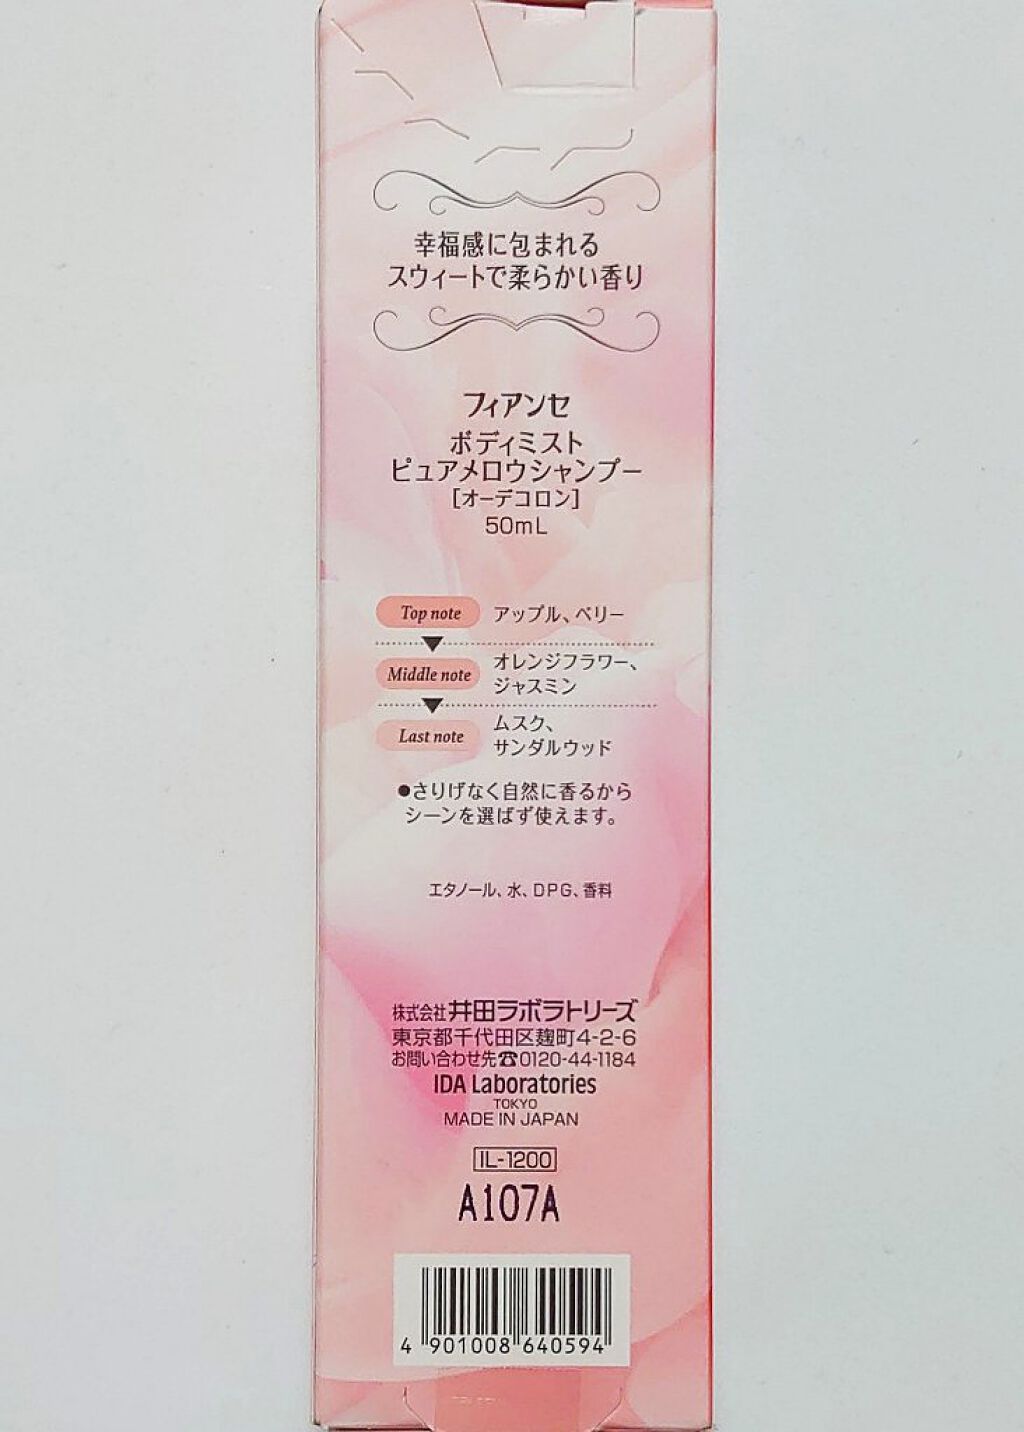 幸福感に包まれる
スウィートで柔らかい香り
フィアンセ
ボディミスト
ピュアメロウシャンプー
[オーデコロン]
50mL
Top note アップル、ベリー
Middle note オレンジフラワー、
ジャスミン
Last note ムスク、
サンダルウッド
●さりげなく自然に香るから
シーンを選ばず使えます。
エタノール、水、DPG、香料
株式会社井田ラボラトリーズ
東京都千代田区麹町4-2-6
お問い合わせ先☎0120-44-1184
IDA Laboratories
TOKYO
MADE IN JAPAN
IL-1200
A107A
4 901008 640594